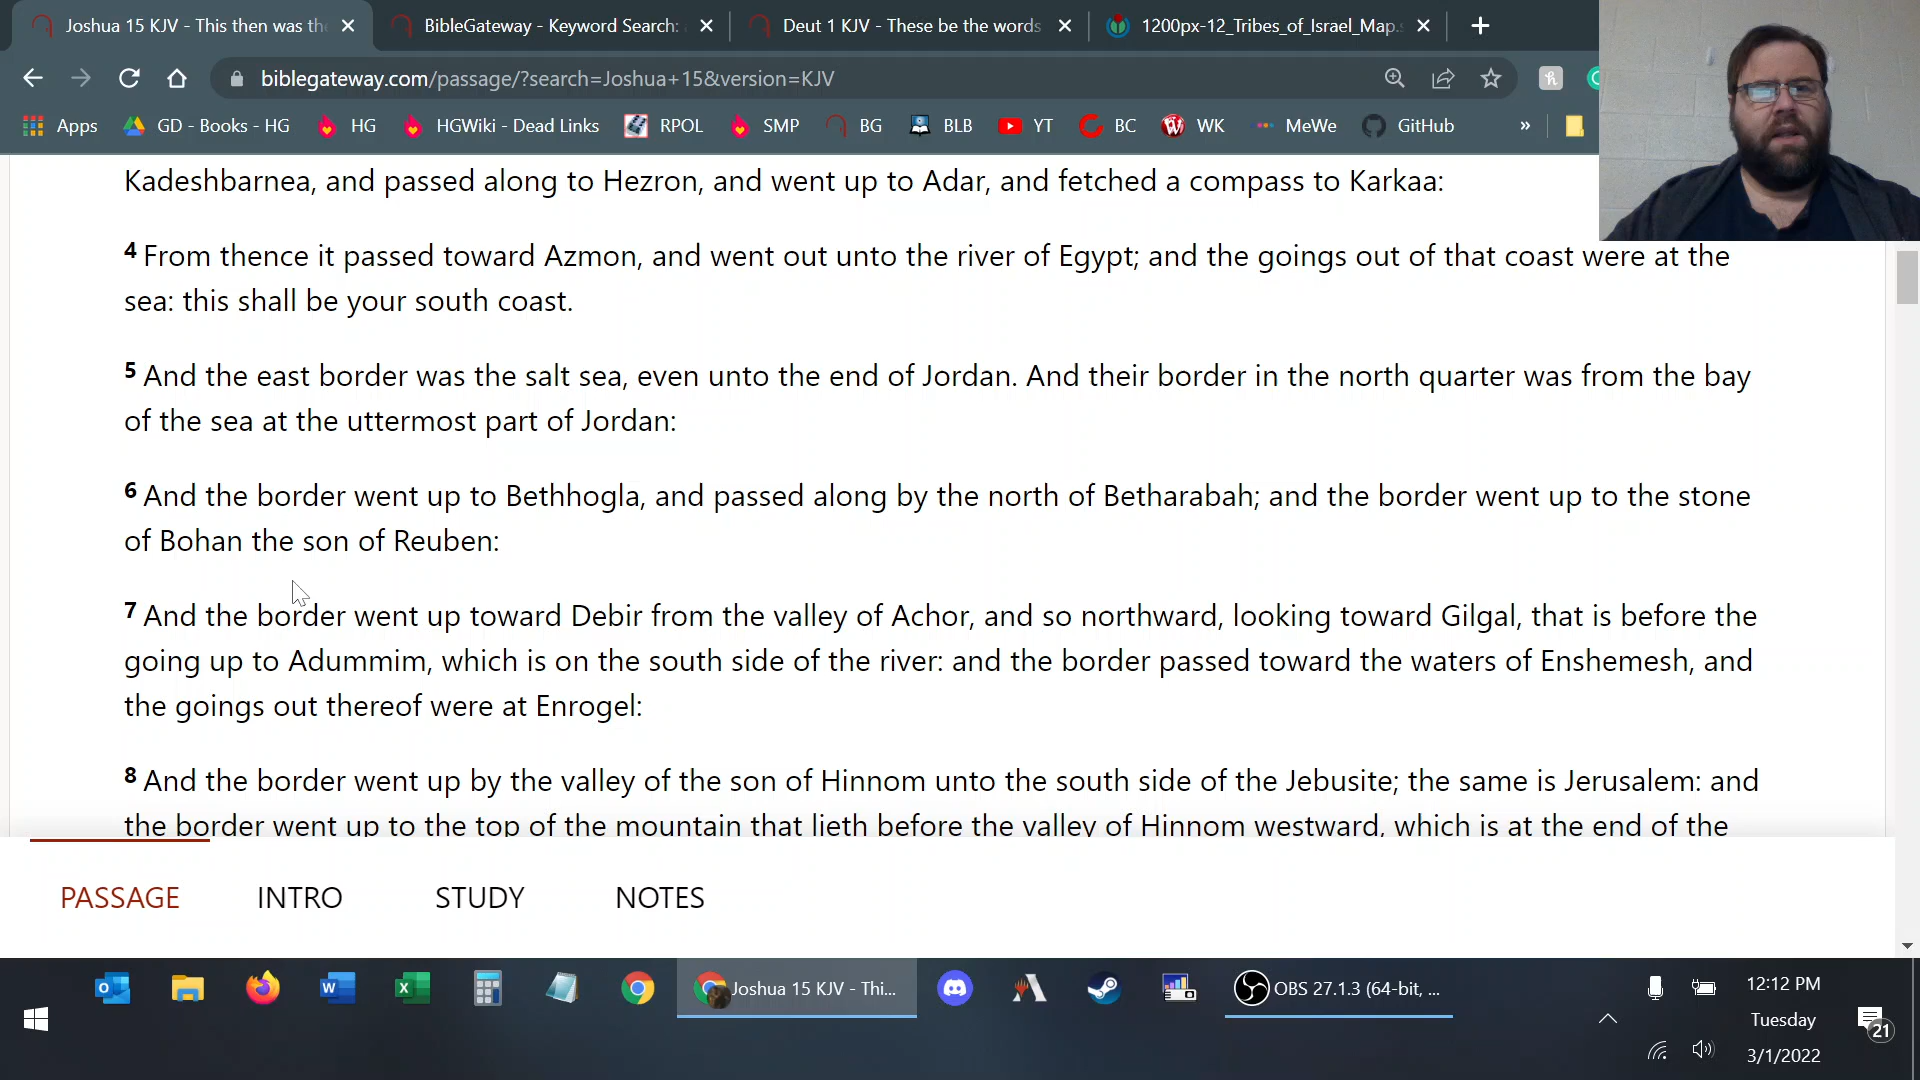 Joshua 15 KJV - This then was the
BibleGateway - Keyword Search:
Deut 1 KJV - These be the words
1200px-12_Tribes_of_Israel_Map.s
biblegateway.com/passage/?search=Joshua+15&version=KJV
Apps
GD - Books - HG
HG
HGWiki - Dead Links
RPOL
SMP
BG
BLB
YT
BC
WK
MeWe
GitHub
»
Kadeshbarnea, and passed along to Hezron, and went up to Adar, and fetched a compass to Karkaa:
4 From thence it passed toward Azmon, and went out unto the river of Egypt; and the goings out of that coast were at the
sea: this shall be your south coast.
5 And the east border was the salt sea, even unto the end of Jordan. And their border in the north quarter was from the bay
of the sea at the uttermost part of Jordan:
6 And the border went up to Bethhogla, and passed along by the north of Betharabah; and the border went up to the stone
of Bohan the son of Reuben:
7 And the border went up toward Debir from the valley of Achor, and so northward, looking toward Gilgal, that is before the
going up to Adummim, which is on the south side of the river: and the border passed toward the waters of Enshemesh, and
the goings out thereof were at Enrogel:
8 And the border went up by the valley of the son of Hinnom unto the south side of the Jebusite; the same is Jerusalem: and
the border went up to the top of the mountain that lieth before the valley of Hinnom westward, which is at the end of the
PASSAGE
INTRO
STUDY
NOTES
Joshua 15 KJV - Thi...
OBS 27.1.3 (64-bit, ...
12:12 PM
Tuesday
3/1/2022
21